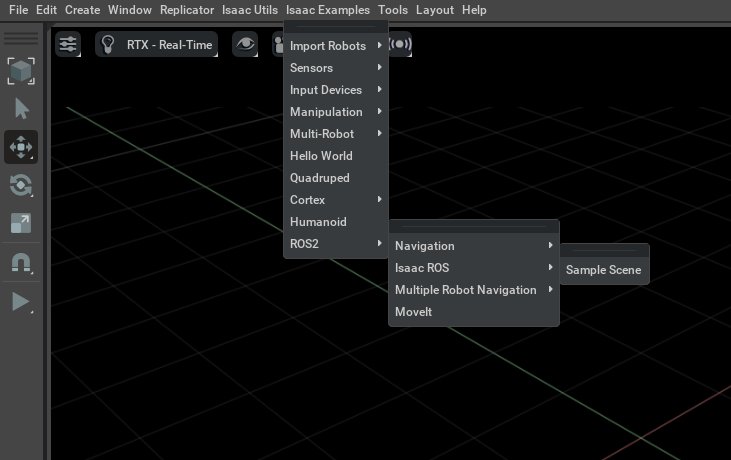 File Edit Create Window Replicator Isaac Utils Isaac Examples Tools Layout Help
RTX - Real-Time
Import Robots
Sensors
Input Devices
Manipulation
Multi-Robot
Hello World
Quadruped
Cortex
Humanoid
ROS2
Navigation
Isaac ROS
Multiple Robot Navigation
MoveIt
Sample Scene